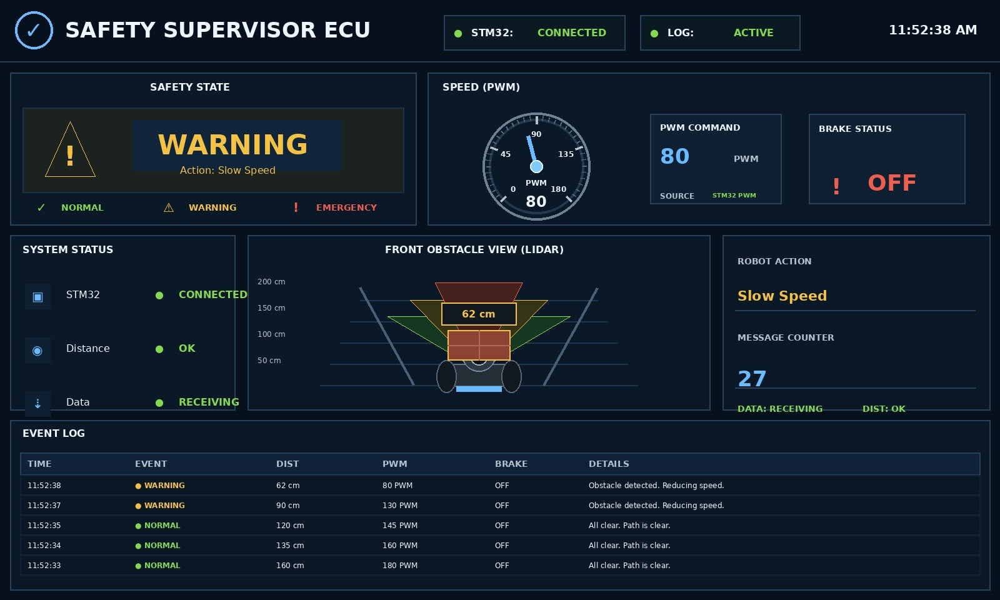 ✓ SAFETY SUPERVISOR ECU
● STM32: CONNECTED
● LOG: ACTIVE
11:52:38 AM
SAFETY STATE
! WARNING
Action: Slow Speed
✓ NORMAL ⚠ WARNING ! EMERGENCY
SPEED (PWM)
90
45 135
PWM
0 180
80
PWM COMMAND
80 PWM
SOURCE STM32 PWM
BRAKE STATUS
! OFF
SYSTEM STATUS
STM32 ● CONNECTED
Distance ● OK
Data ● RECEIVING
FRONT OBSTACLE VIEW (LIDAR)
200 cm
150 cm
62 cm
100 cm
50 cm
ROBOT ACTION
Slow Speed
MESSAGE COUNTER
27
DATA: RECEIVING DIST: OK
EVENT LOG
TIME EVENT DIST PWM BRAKE DETAILS
11:52:38 ● WARNING 62 cm 80 PWM OFF Obstacle detected. Reducing speed.
11:52:37 ● WARNING 90 cm 130 PWM OFF Obstacle detected. Reducing speed.
11:52:35 ● NORMAL 120 cm 145 PWM OFF All clear. Path is clear.
11:52:34 ● NORMAL 135 cm 160 PWM OFF All clear. Path is clear.
11:52:33 ● NORMAL 160 cm 180 PWM OFF All clear. Path is clear.